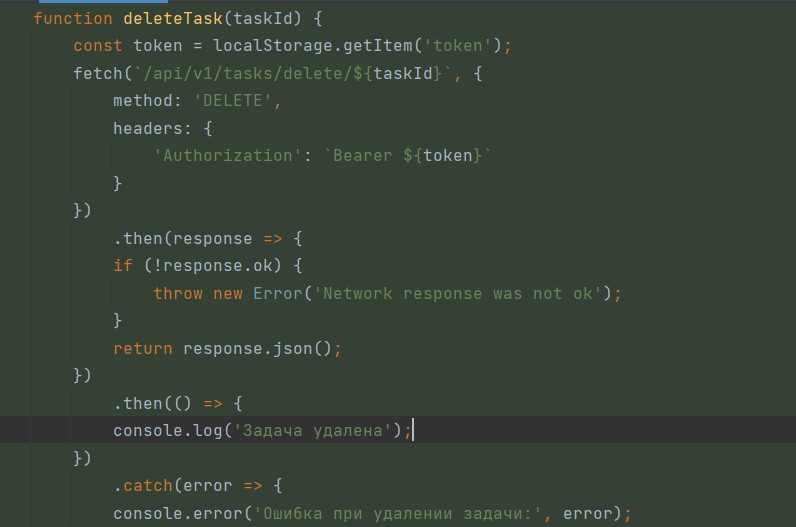 function deleteTask(taskId) {
const token = localStorage.getItem('token');
fetch(`/api/v1/tasks/delete/${taskId}`, {
method: 'DELETE',
headers: {
'Authorization': `Bearer ${token}`
}
})
.then(response => {
if (!response.ok) {
throw new Error('Network response was not ok');
}
return response.json();
})
.then(() => {
console.log('Задача удалена');
})
.catch(error => {
console.error('Ошибка при удалении задачи:', error);